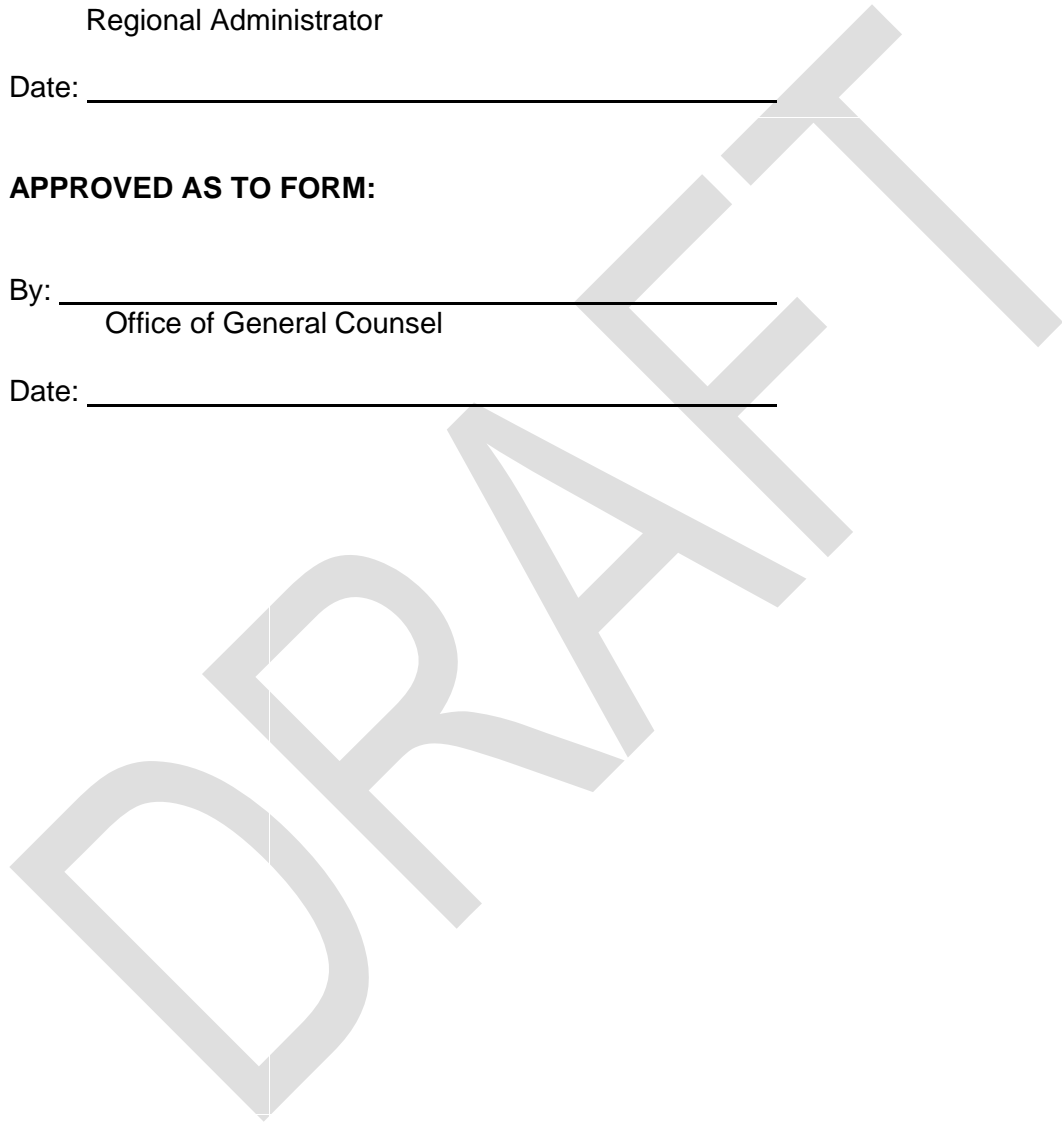 Regional Administrator
Date:
APPROVED AS TO FORM:
By:
Office of General Counsel
Date:
DRAFT